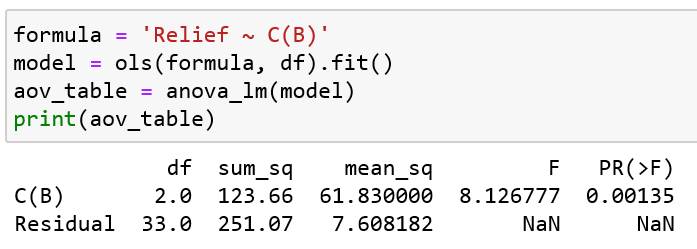 formula = 'Relief ~ C(B)'
model = ols(formula, df).fit()
aov_table = anova_lm(model)
print(aov_table)
df sum_sq mean_sq F PR(>F)
C(B) 2.0 123.66 61.830000 8.126777 0.00135
Residual 33.0 251.07 7.608182 NaN NaN